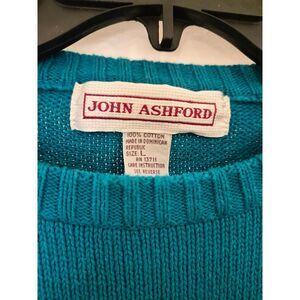 JOHN ASHFORD
100% COTTON
MADE IN DOMINICAN
REPUBLIC
SIZE: L
RN 13711
CARE INSTRUCTION
SEE REVERSE